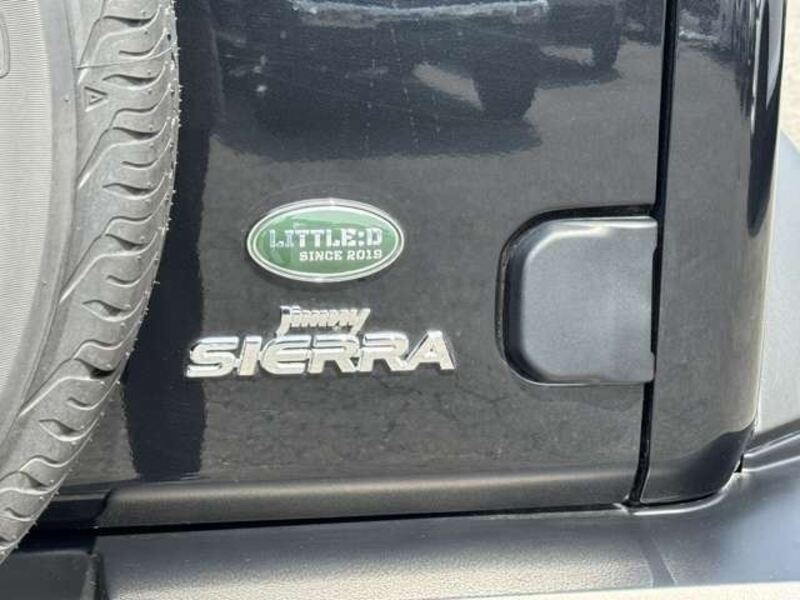 LITTLE:D
SINCE 2019
Jimny
SIERRA